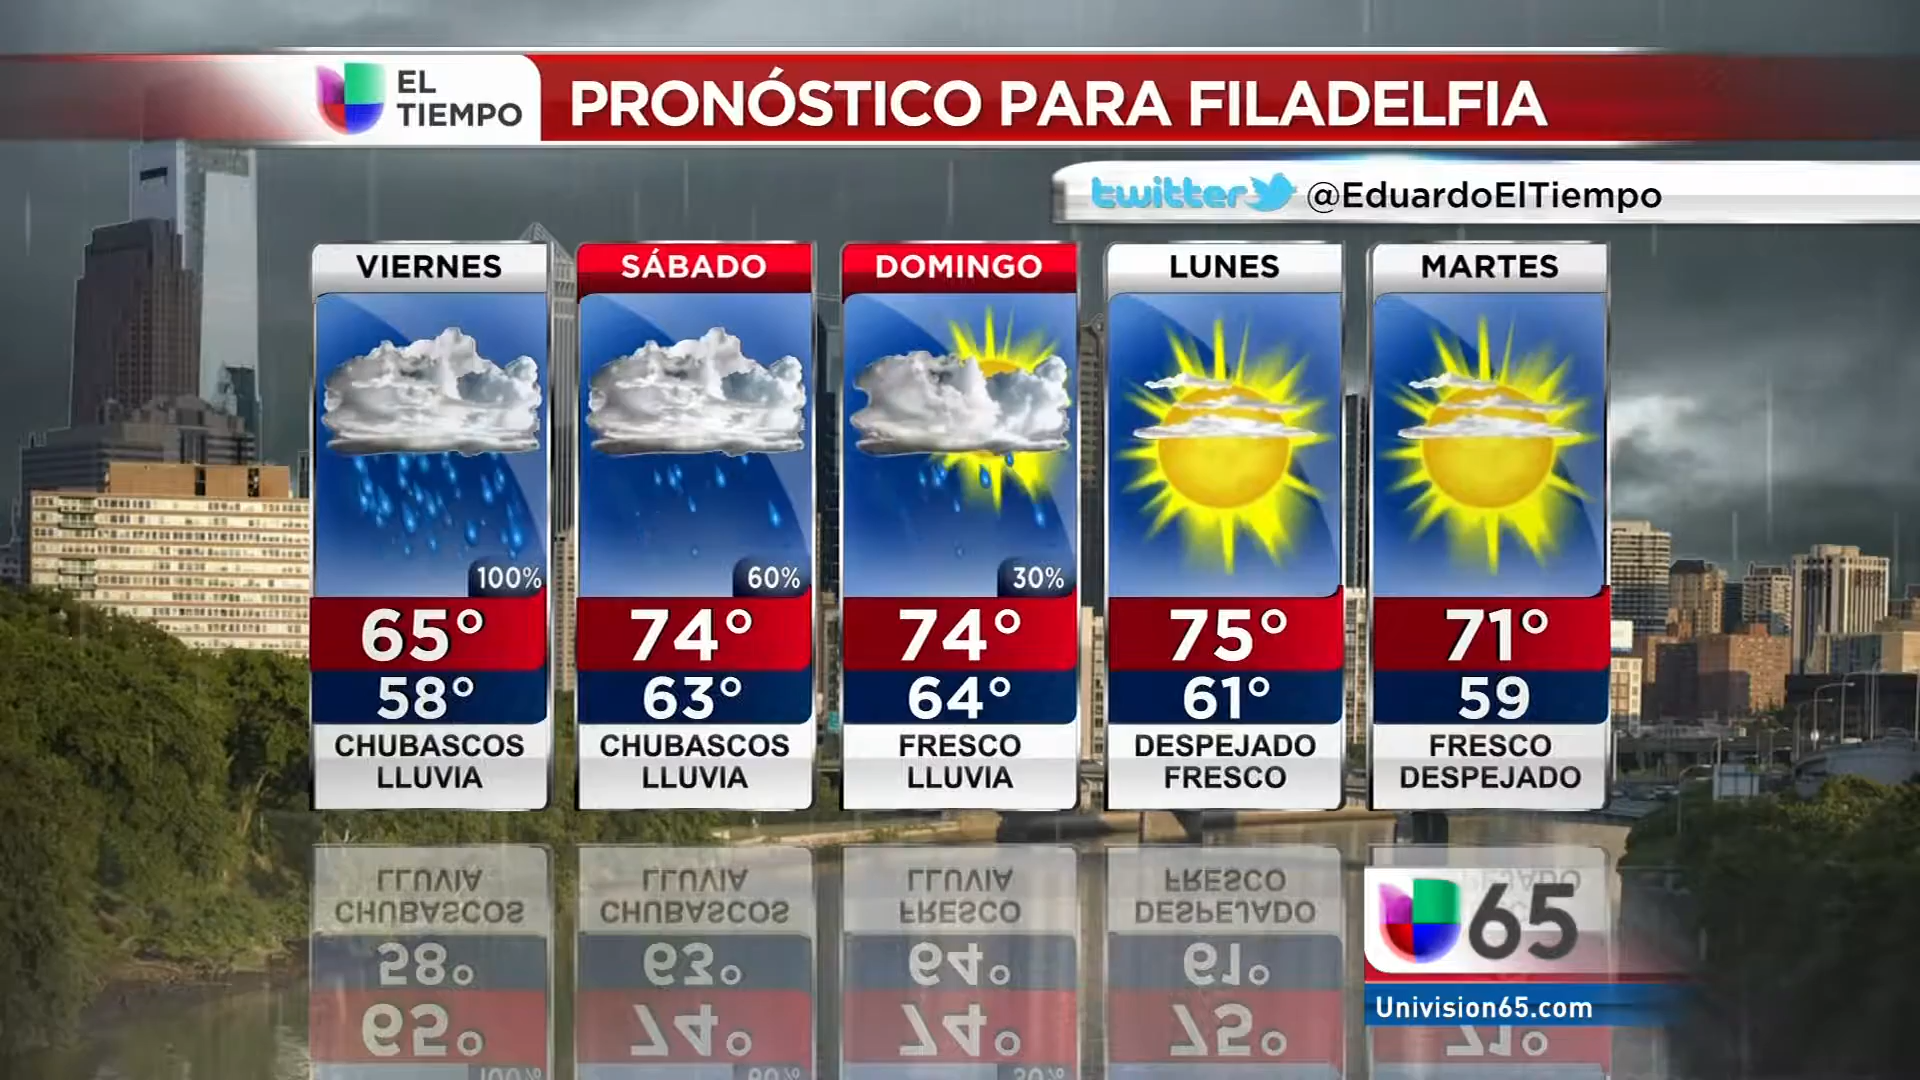 EL
TIEMPO
PRONÓSTICO PARA FILADELFIA
twitter @EduardoElTiempo
VIERNES
100%
65°
58°
CHUBASCOS
LLUVIA
SÁBADO
60%
74°
63°
CHUBASCOS
LLUVIA
DOMINGO
30%
74°
64°
FRESCO
LLUVIA
LUNES
75°
61°
DESPEJADO
FRESCO
MARTES
71°
59
FRESCO
DESPEJADO
65
Univision65.com